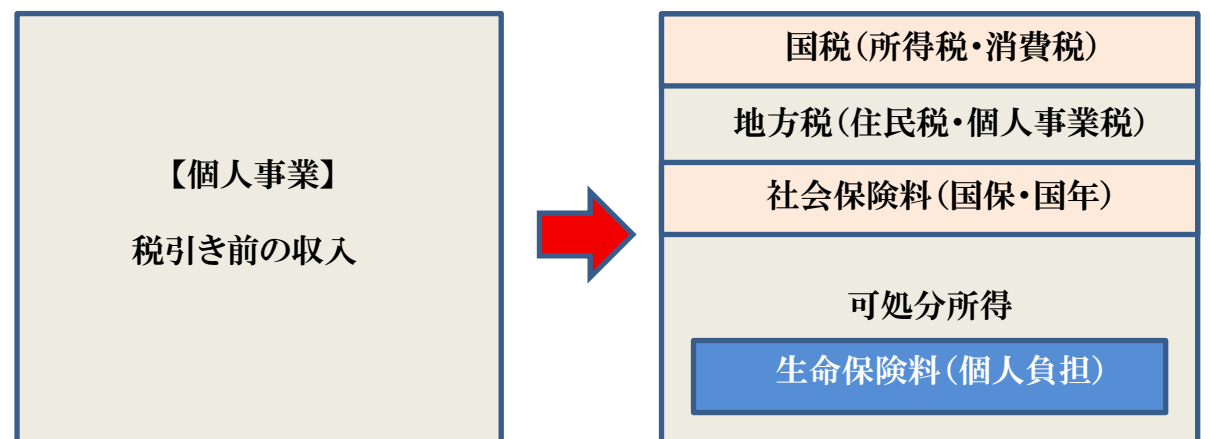 【個人事業】
税引き前の収入
国税(所得税・消費税)
地方税(住民税・個人事業税)
社会保険料(国保・国年)
可処分所得
生命保険料(個人負担)